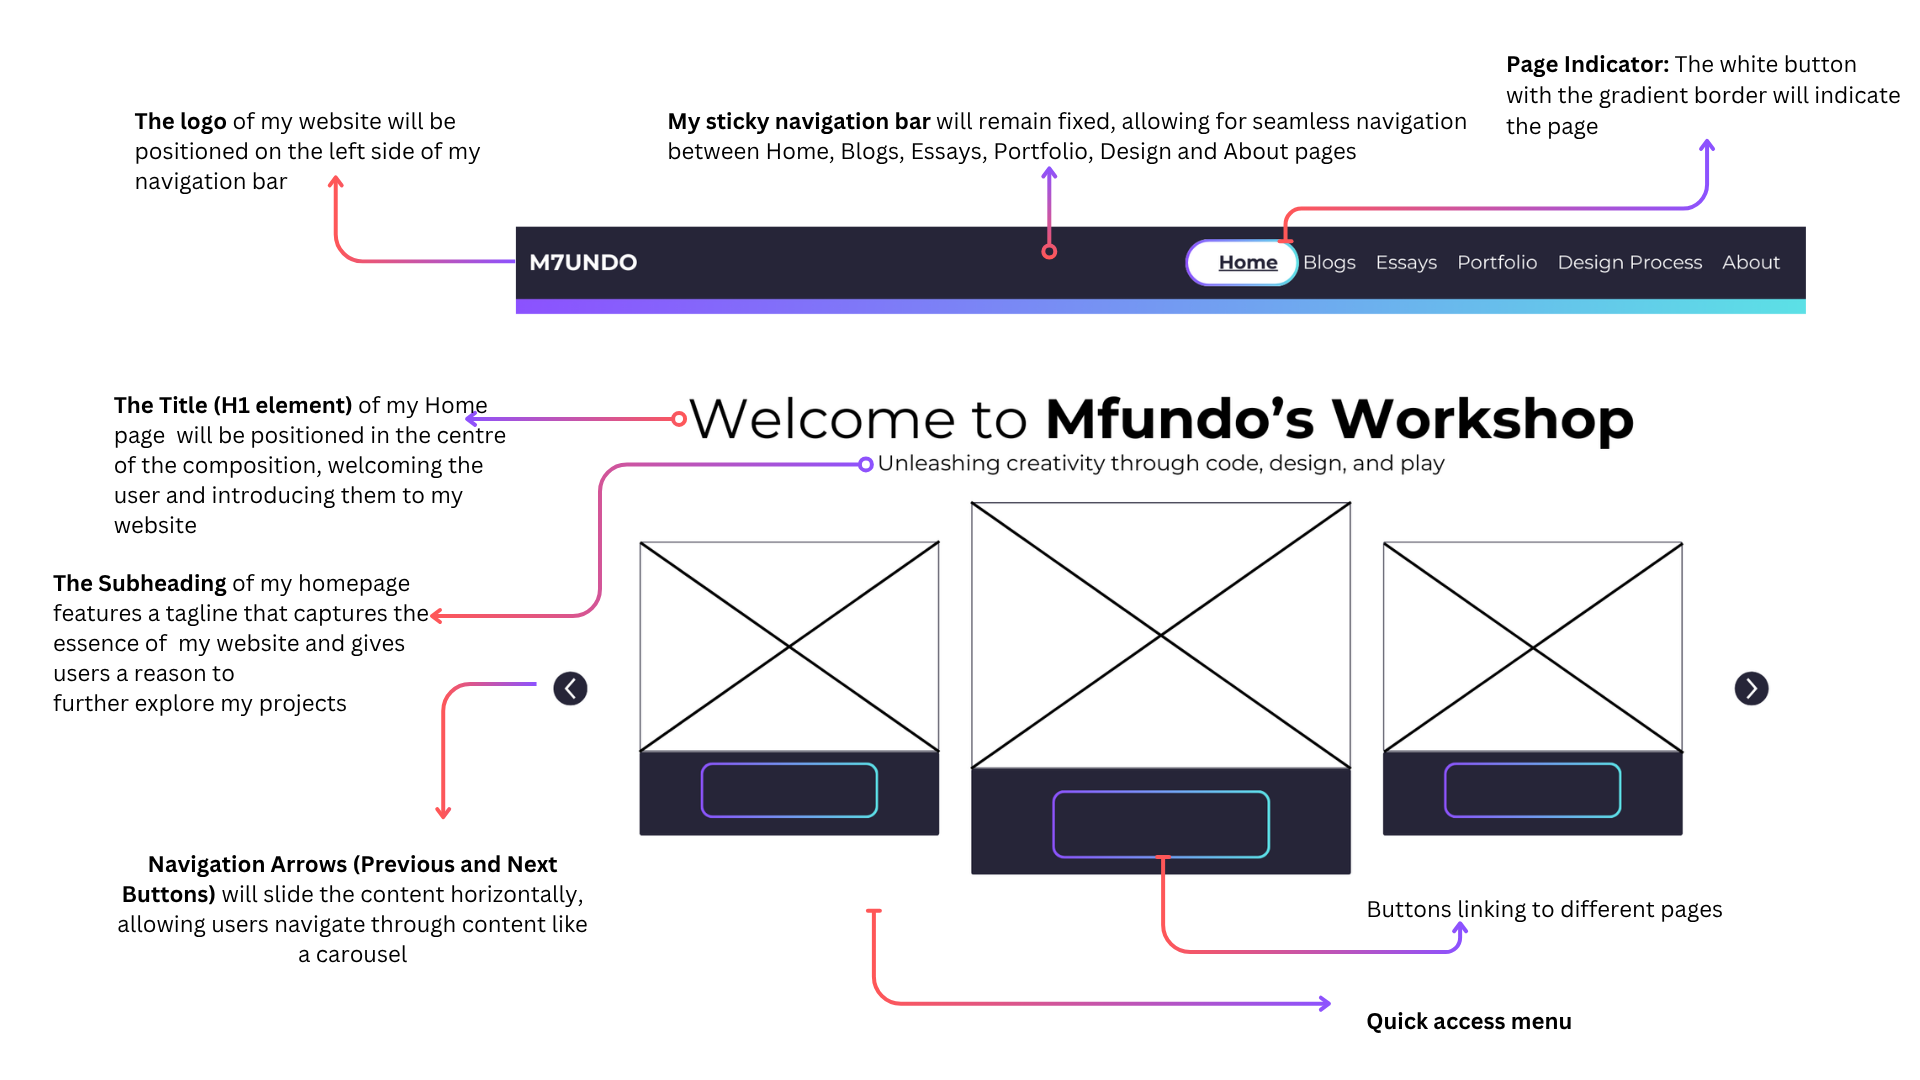 Page Indicator: The white button
with the gradient border will indicate
the page
The logo of my website will be
positioned on the left side of my
navigation bar
My sticky navigation bar will remain fixed, allowing for seamless navigation
between Home, Blogs, Essays, Portfolio, Design and About pages
M7UNDO Home Blogs Essays Portfolio Design Process About
The Title (H1 element) of my Home
page  will be positioned in the centre
of the composition, welcoming the
user and introducing them to my
website
Welcome to Mfundo’s Workshop
Unleashing creativity through code, design, and play
The Subheading of my homepage
features a tagline that captures the
essence of  my website and gives
users a reason to
further explore my projects
Navigation Arrows (Previous and Next
Buttons) will slide the content horizontally,
allowing users navigate through content like
a carousel
Buttons linking to different pages
Quick access menu